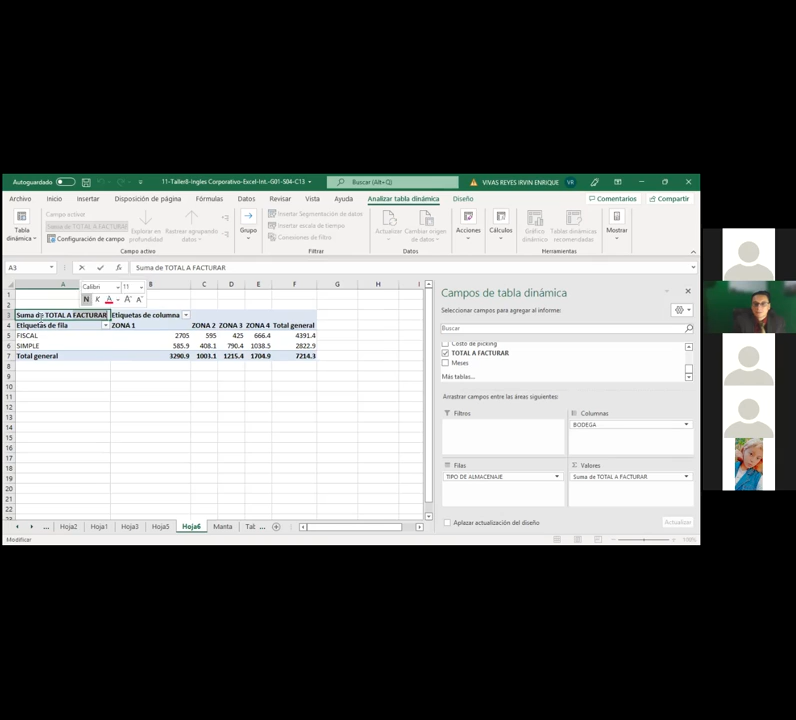 Autoguardado 11-Taller8-Ingles Corporativo-Excel-Int.-G01-S04-C13 Buscar (Alt+Q) VIVAS REYES IRVIN ENRIQUE VR
Archivo Inicio Insertar Disposición de página Fórmulas Datos Revisar Vista Ayuda Analizar tabla dinámica Diseño Comentarios Compartir
Tabla dinámica
Campo activo:
Suma de TOTAL A FACTURAR
Configuración de campo
Explorar en profundidad
Rastrear agrupando datos
Campo activo
Grupo
Insertar Segmentación de datos
Insertar escala de tiempo
Conexiones de filtro
Filtros
Actualizar
Cambiar origen de datos
Datos
Acciones
Cálculos
Gráfico dinámico
Tablas dinámicas recomendadas
Herramientas
Mostrar
A3 fx Suma de TOTAL A FACTURAR
Calibri 11
N K A A A
A B C D E F G H I
1
2
3 Suma de TOTAL A FACTURAR Etiquetas de columna
4 Etiquetas de fila ZONA 1 ZONA 2 ZONA 3 ZONA 4 Total general
5 FISCAL 2705 595 425 666.4 4391.4
6 SIMPLE 585.9 408.1 790.4 1038.5 2822.9
7 Total general 3290.9 1003.1 1215.4 1704.9 7214.3
8
9
10
11
12
13
14
15
16
17
18
19
20
21
22
23
Campos de tabla dinámica
Seleccionar campos para agregar al informe:
Buscar
Costo de picking
TOTAL A FACTURAR
Meses
Más tablas...
Arrastrar campos entre las áreas siguientes:
Filtros
Columnas
BODEGA
Filas
TIPO DE ALMACENAJE
Valores
Suma de TOTAL A FACTURAR
Aplazar actualización del diseño
Actualizar
... Hoja2 Hoja1 Hoja3 Hoja5 Hoja6 Manta Tab ...
Modificar
100%